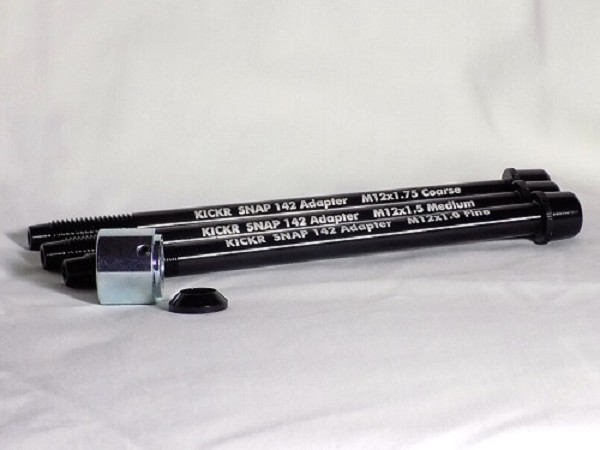 KICKR SNAP 142 Adapter M12x1.75 Coarse
KICKR SNAP 142 Adapter M12x1.5 Medium
KICKR SNAP 142 Adapter M12x1.0 Fine